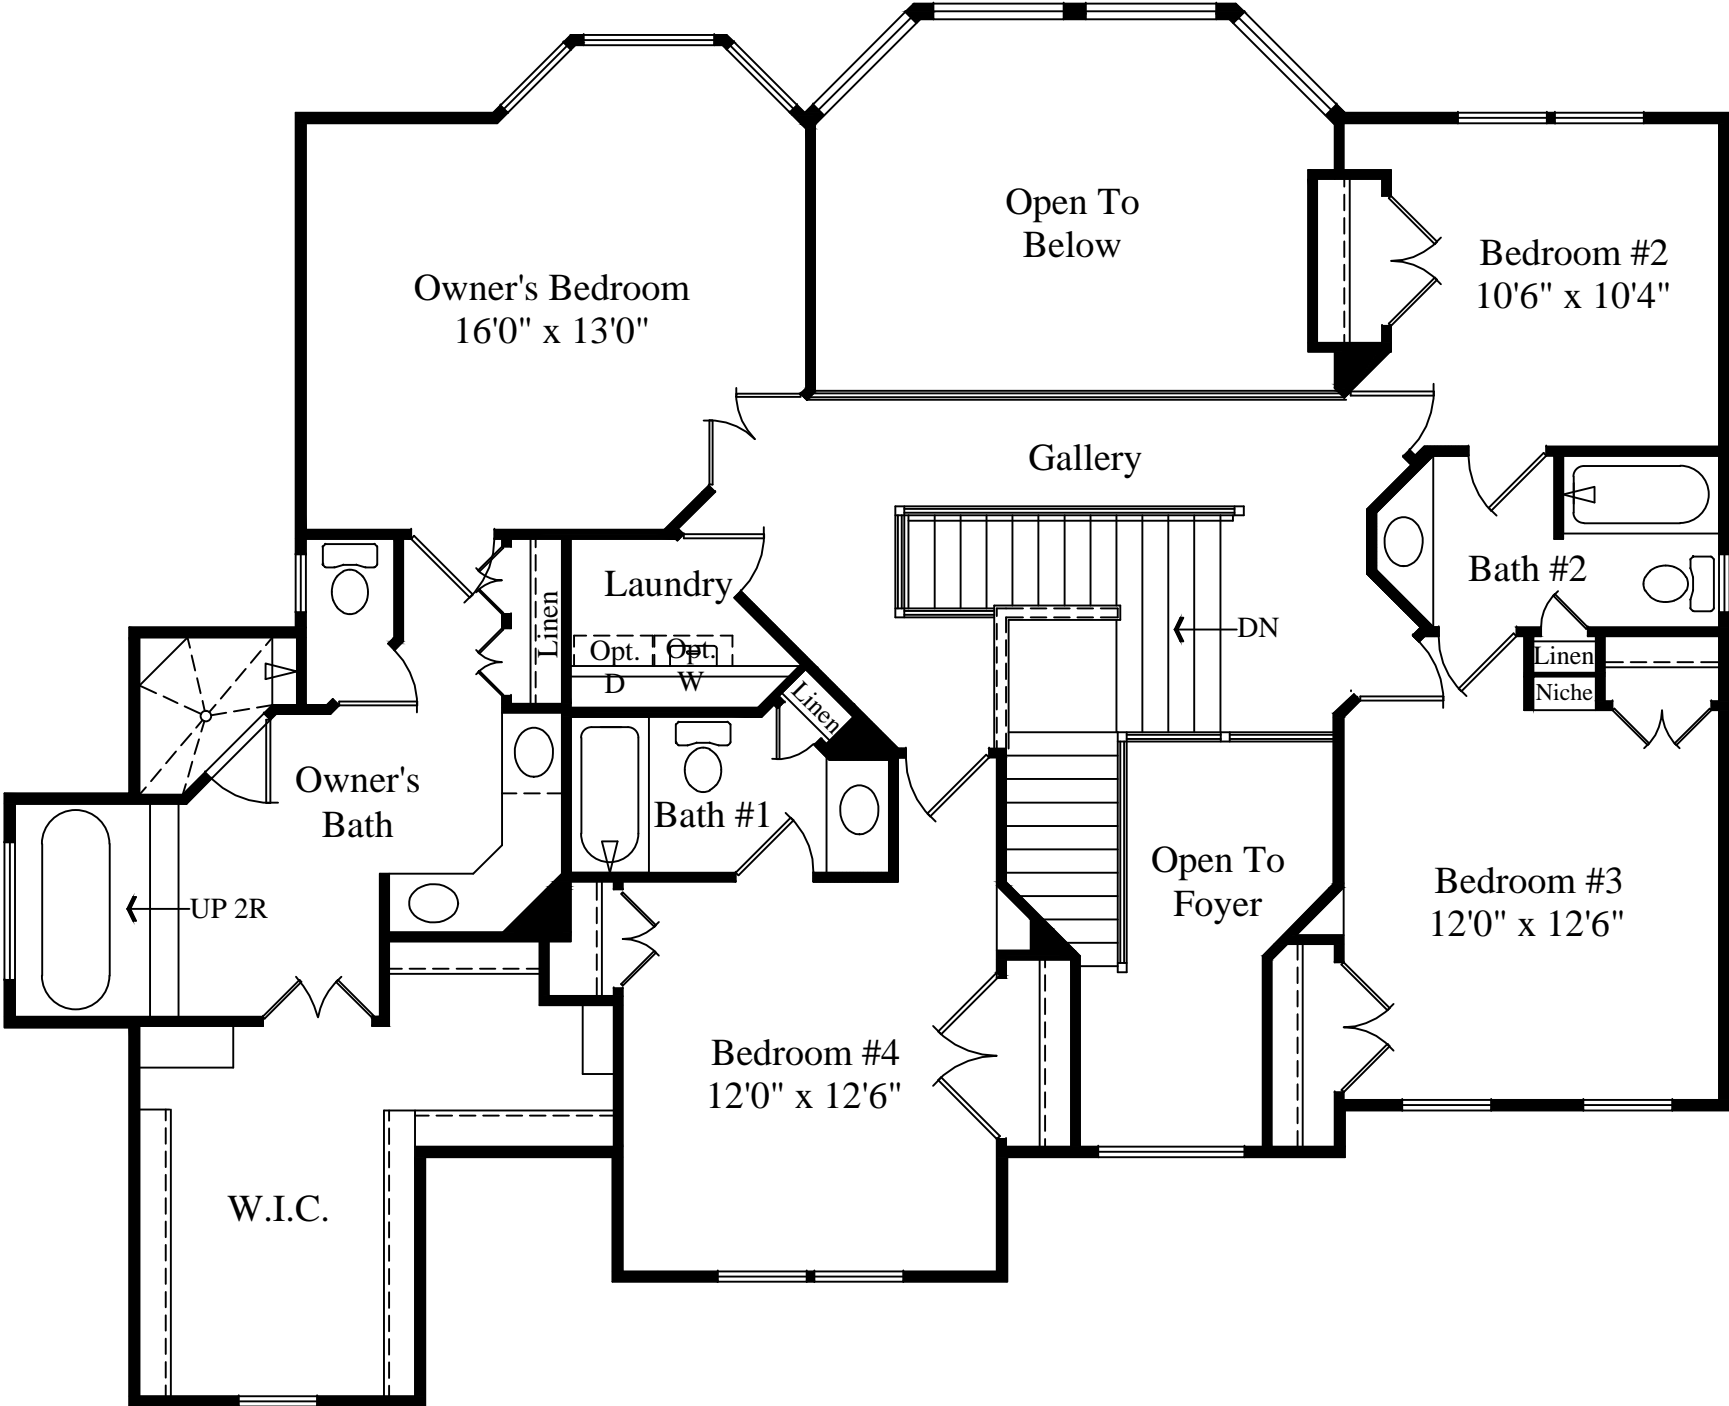 Open To
Below
Bedroom #2
10'6" x 10'4"
Owner's Bedroom
16'0" x 13'0"
Gallery
Laundry
Linen
Bath #2
DN
Opt.
D
Opt.
W
Linen
Linen
Niche
Owner's
Bath
Bath #1
Open To
Foyer
Bedroom #3
12'0" x 12'6"
UP 2R
Bedroom #4
12'0" x 12'6"
W.I.C.